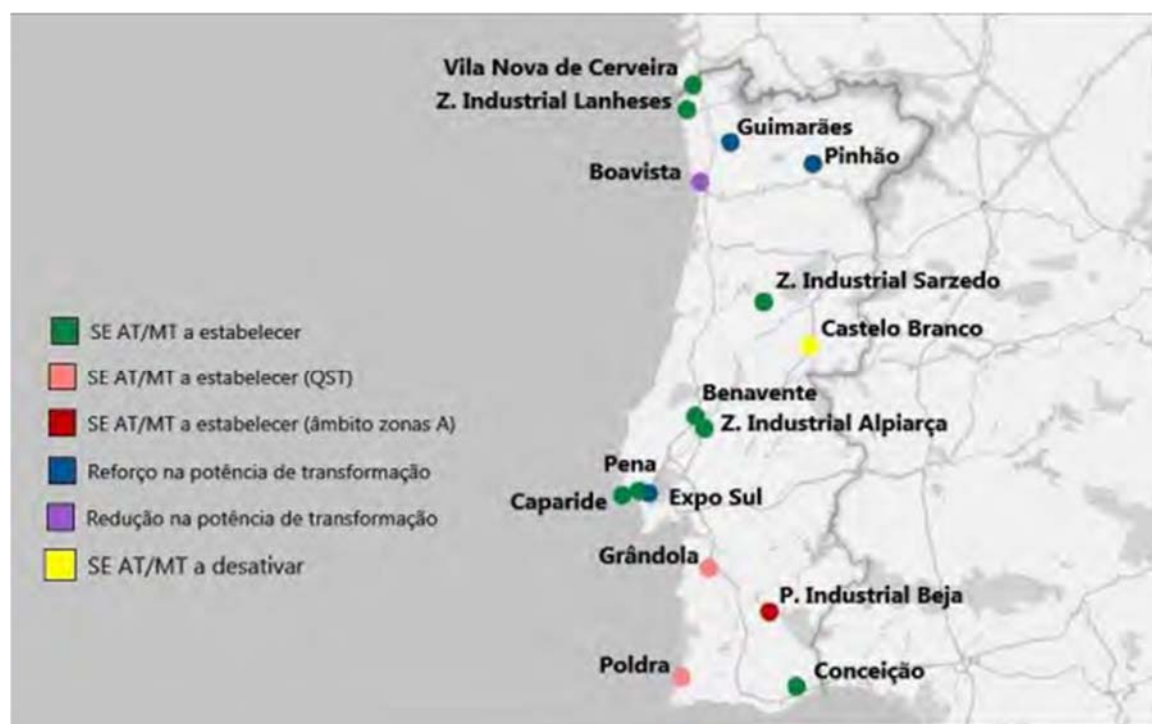 Vila Nova de Cerveira
Z. Industrial Lanheses
Guimarães
Pinhão
Boavista
Z. Industrial Sarzedo
Castelo Branco
Benavente
Z. Industrial Alpiarça
Pena
Caparide
Expo Sul
Grândola
P. Industrial Beja
Poldra
Conceição
SE AT/MT a estabelecer
SE AT/MT a estabelecer (QST)
SE AT/MT a estabelecer (âmbito zonas A)
Reforço na potência de transformação
Redução na potência de transformação
SE AT/MT a desativar